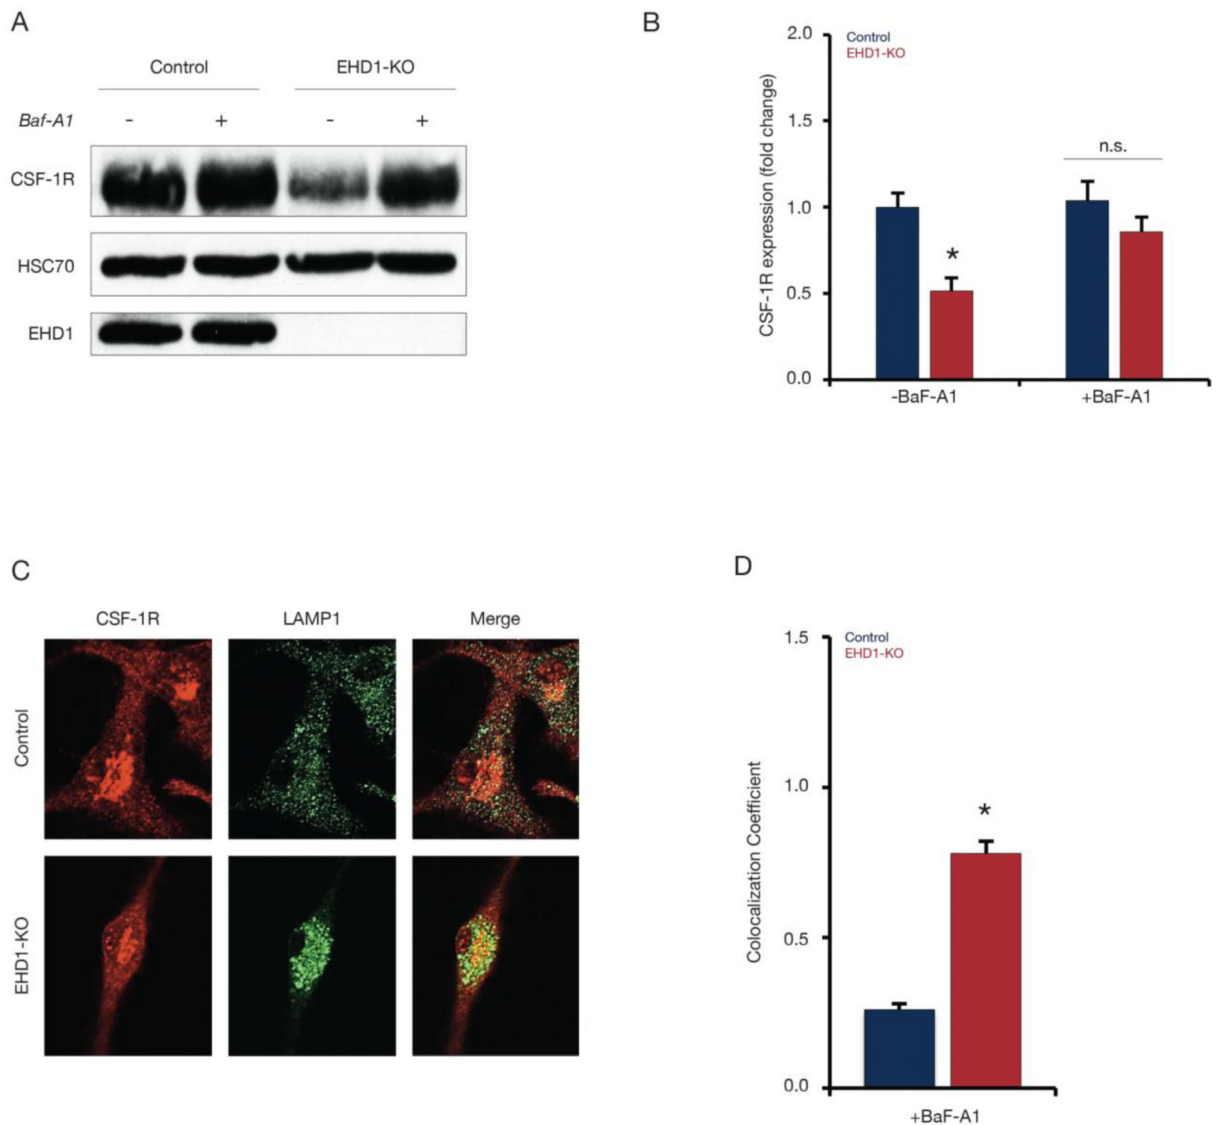 A
Control EHD1-KO
Baf-A1 - + - +
CSF-1R
HSC70
EHD1
B
Control
EHD1-KO
CSF-1R expression (fold change)
2.0
1.5
1.0
0.5
0.0
*
n.s.
-BaF-A1 +BaF-A1
C
CSF-1R LAMP1 Merge
Control
EHD1-KO
D
Control
EHD1-KO
Colocalization Coefficient
1.5
1.0
0.5
0.0
*
+BaF-A1